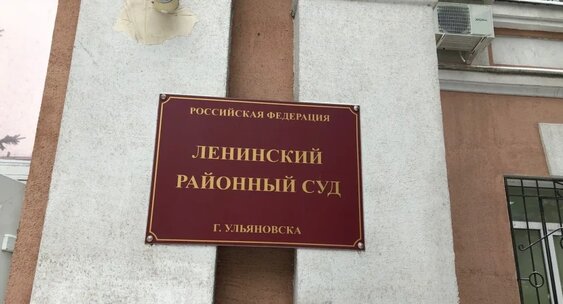 РОССИЙСКАЯ ФЕДЕРАЦИЯ
ЛЕНИНСКИЙ
РАЙОННЫЙ СУД
Г. УЛЬЯНОВСКА